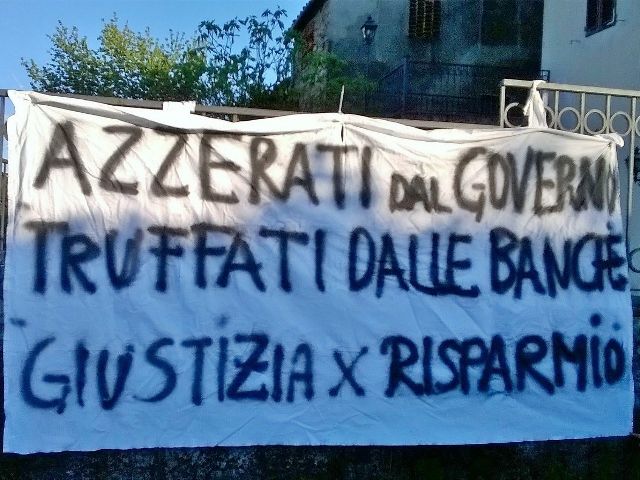 AZZERATI DAL GOVERNO
- TRUFFATI DALLE BANCHE
- GIUSTIZIA X RISPARMIO